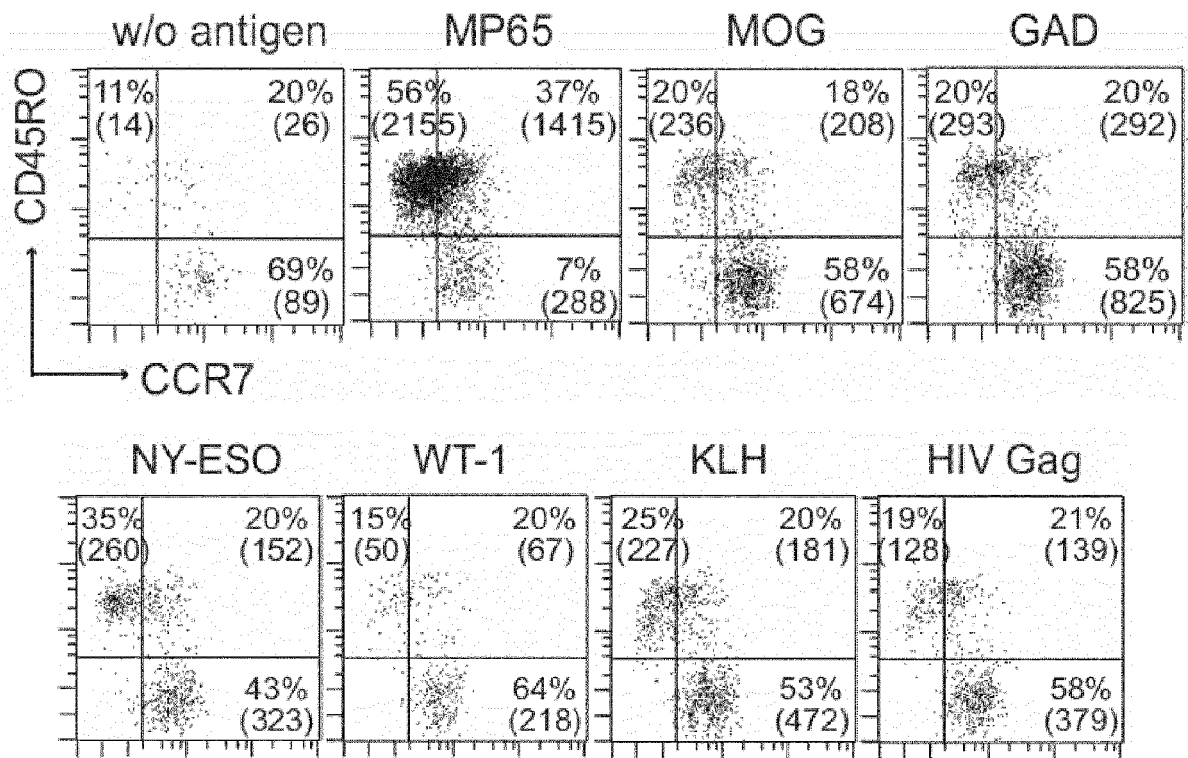 w/o antigen MP65 MOG GAD
CD45RO
11% 20% 56% 37% 20% 18% 20% 20%
(14) (26) (2155) (1415) (236) (208) (293) (292)
69% 7% 58% 58%
(89) (288) (674) (825)
CCR7
NY-ESO WT-1 KLH HIV Gag
35% 20% 15% 20% 25% 20% 19% 21%
(260) (152) (50) (67) (227) (181) (128) (139)
43% 64% 53% 58%
(323) (218) (472) (379)